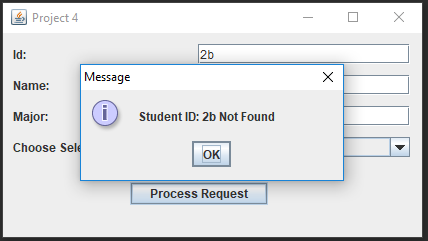 Project 4
Id: 2b
Message
Name:
Student ID: 2b Not Found
Major:
OK
Choose Sele
Process Request